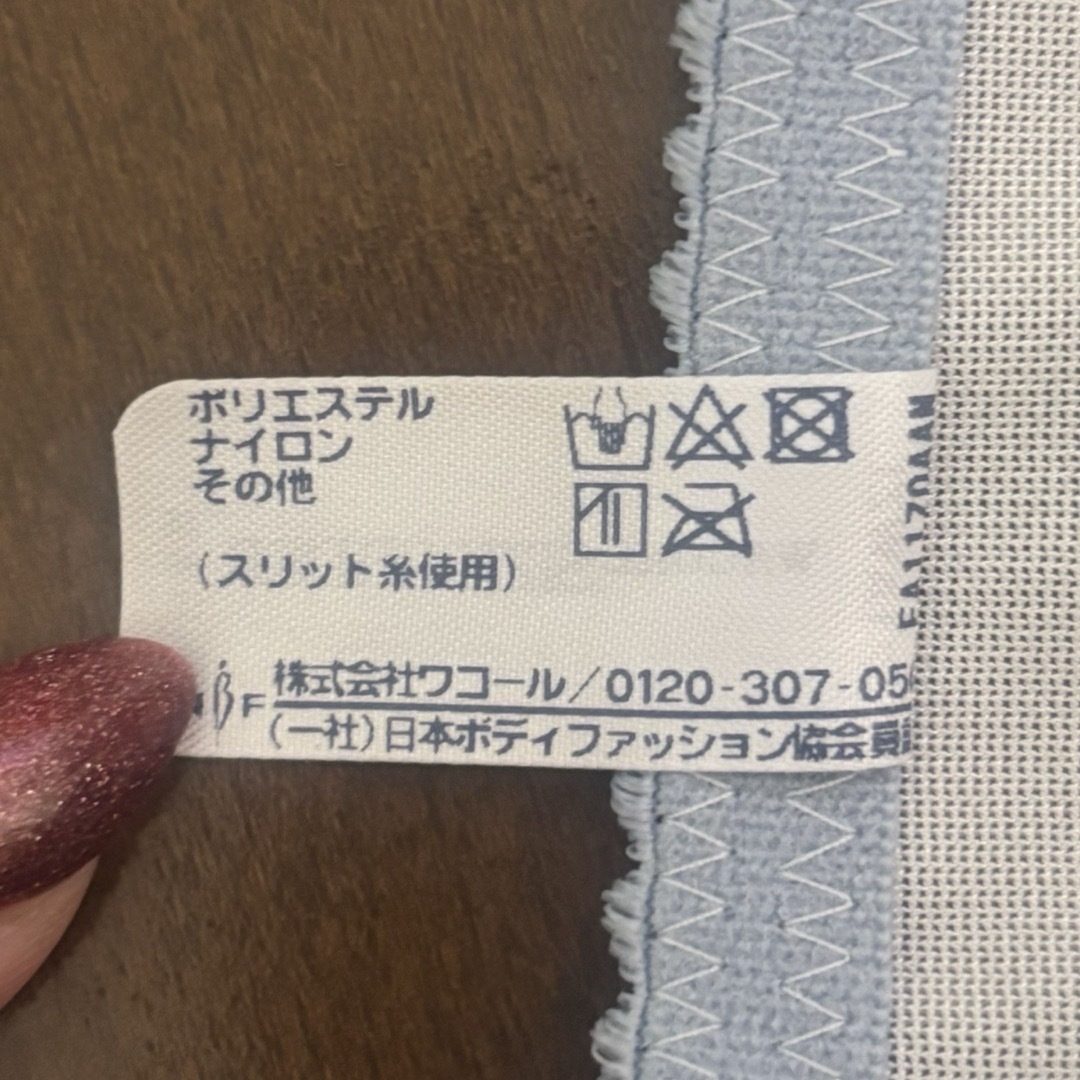 ポリエステル
ナイロン
その他
(スリット糸使用)
株式会社ワコール/0120-307-05
(一社)日本ボディファッション協会